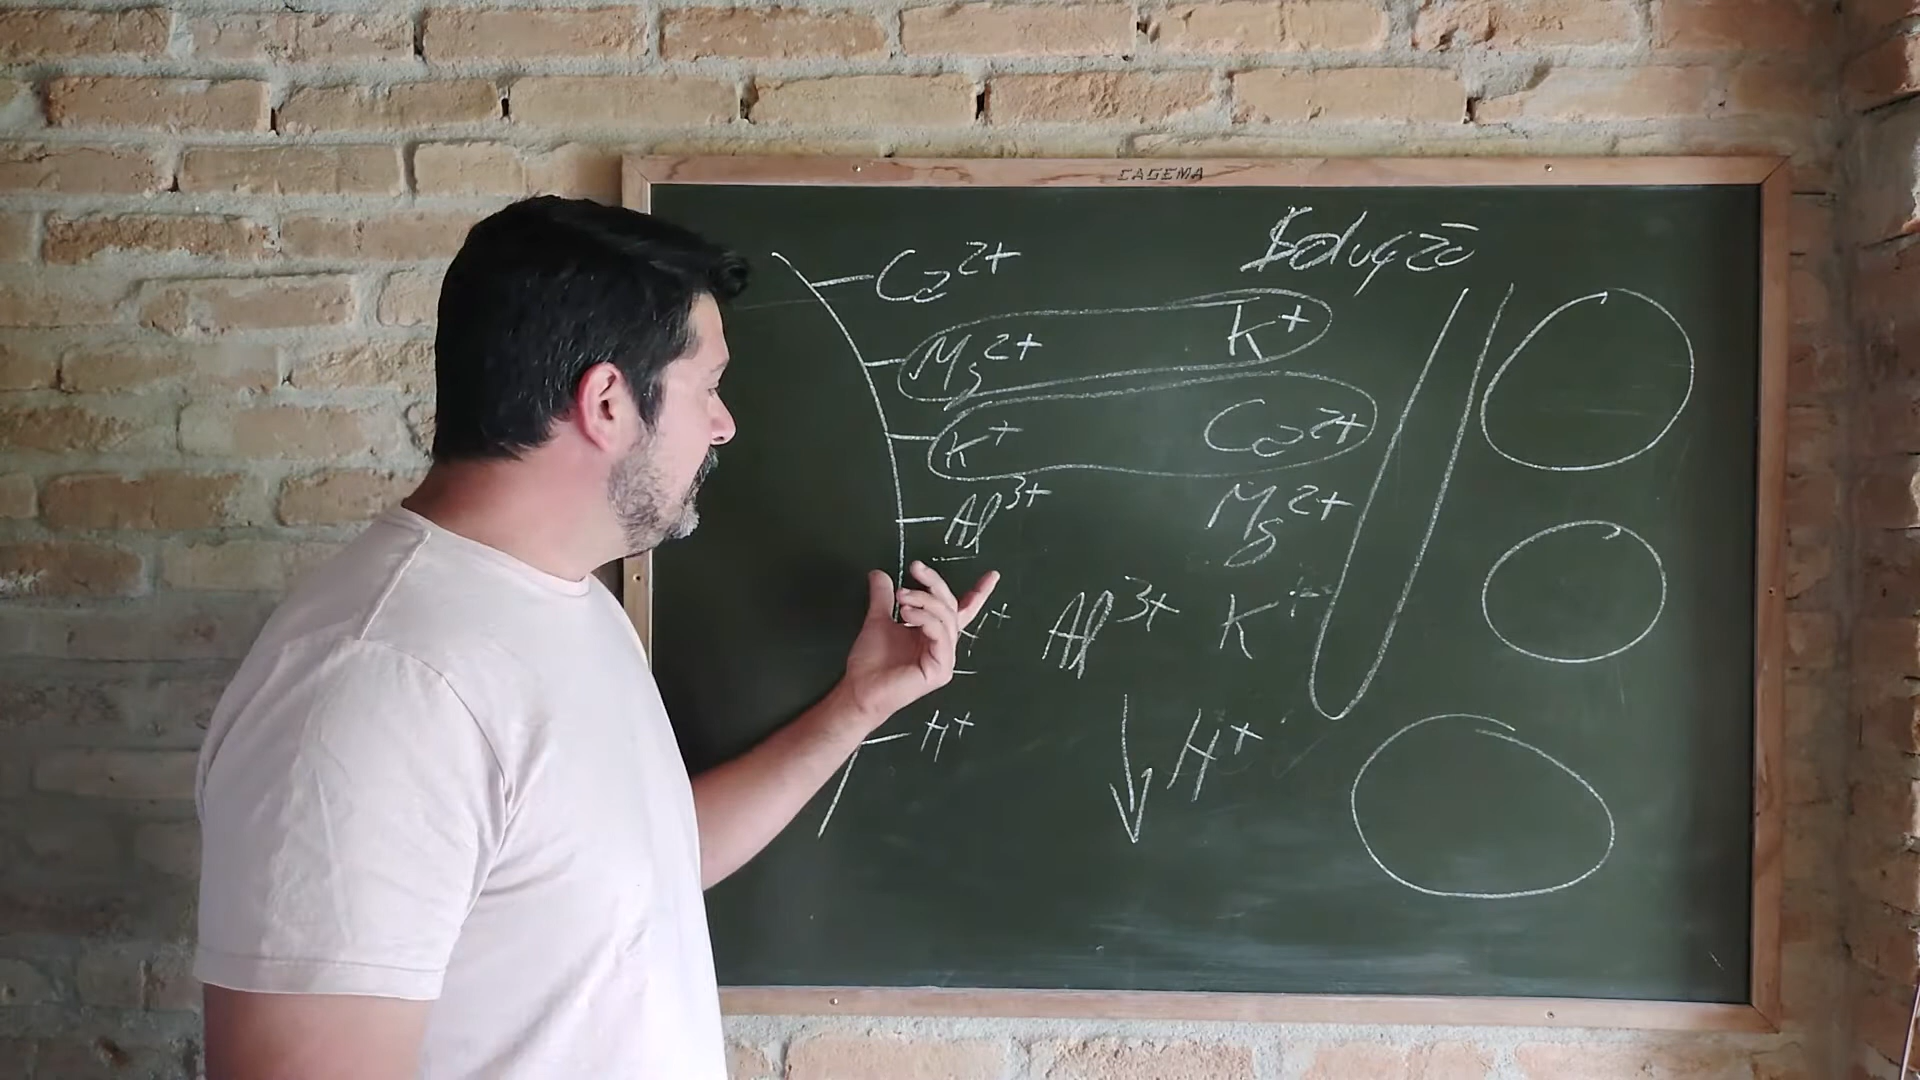 CAGEMA
Solução
Ca2+
Mg2+ K+
K+ Ca2+
Al3+ Mg2+
Al3+ K+
H+ H+